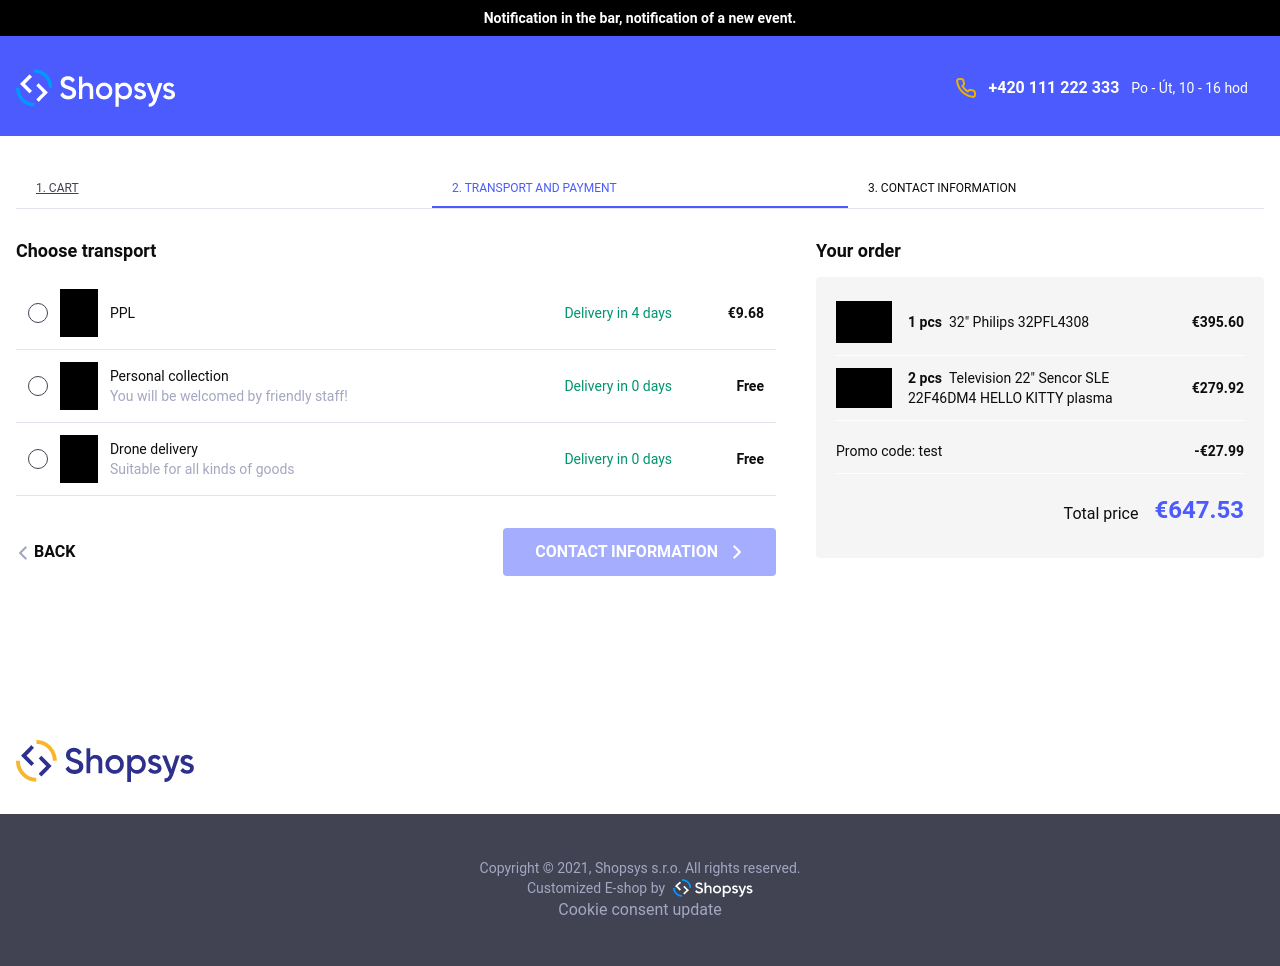 Notification in the bar, notification of a new event.
Shopsys
+420 111 222 333 Po - Út, 10 - 16 hod
1. CART
2. TRANSPORT AND PAYMENT
3. CONTACT INFORMATION
Choose transport
PPL
Delivery in 4 days
€9.68
Personal collection
You will be welcomed by friendly staff!
Delivery in 0 days
Free
Drone delivery
Suitable for all kinds of goods
Delivery in 0 days
Free
BACK
CONTACT INFORMATION
Your order
1 pcs 32" Philips 32PFL4308
€395.60
2 pcs Television 22" Sencor SLE
22F46DM4 HELLO KITTY plasma
€279.92
Promo code: test
-€27.99
Total price €647.53
Shopsys
Copyright © 2021, Shopsys s.r.o. All rights reserved.
Customized E-shop by Shopsys
Cookie consent update